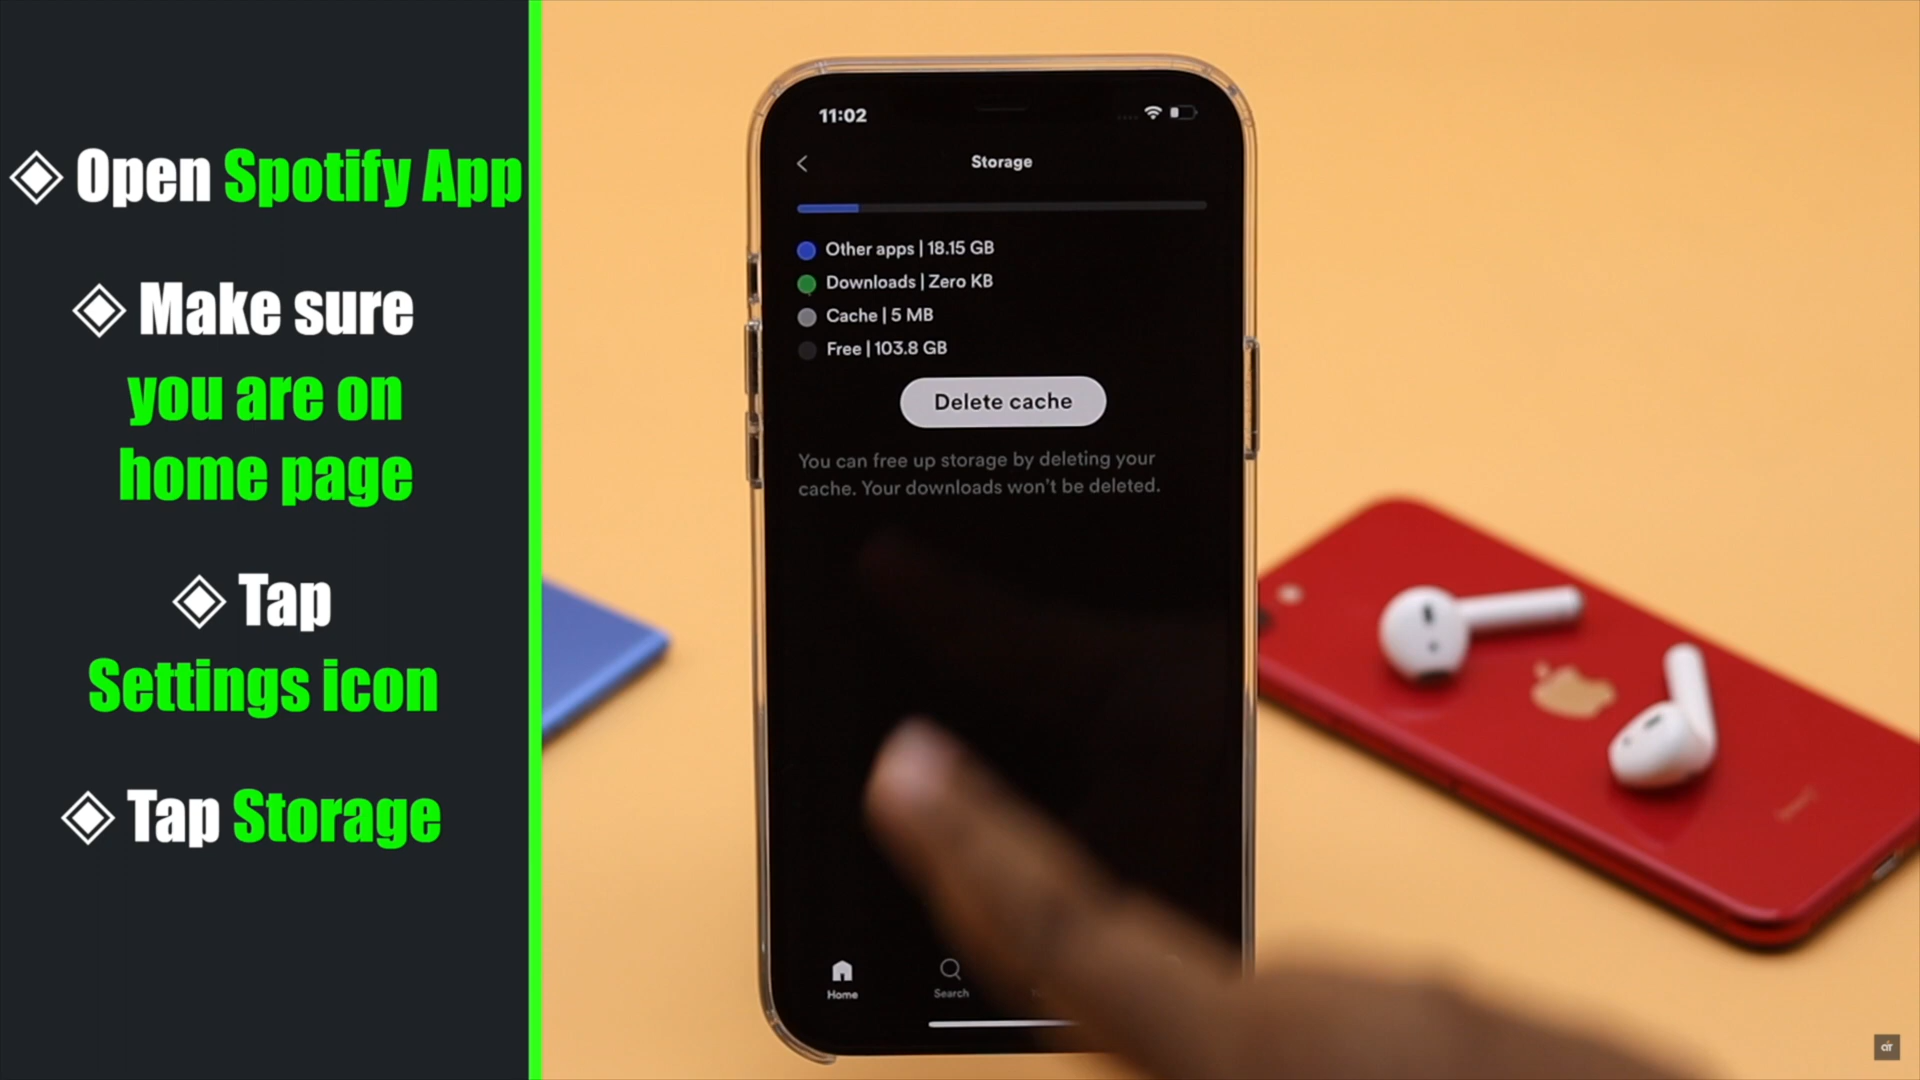 Open Spotify App
Make sure
you are on
home page
Tap
Settings icon
Tap Storage
11:02
Storage
Other apps | 18.15 GB
Downloads | Zero KB
Cache | 5 MB
Free | 103.8 GB
Delete cache
You can free up storage by deleting your
cache. Your downloads won't be deleted.
Home
Search